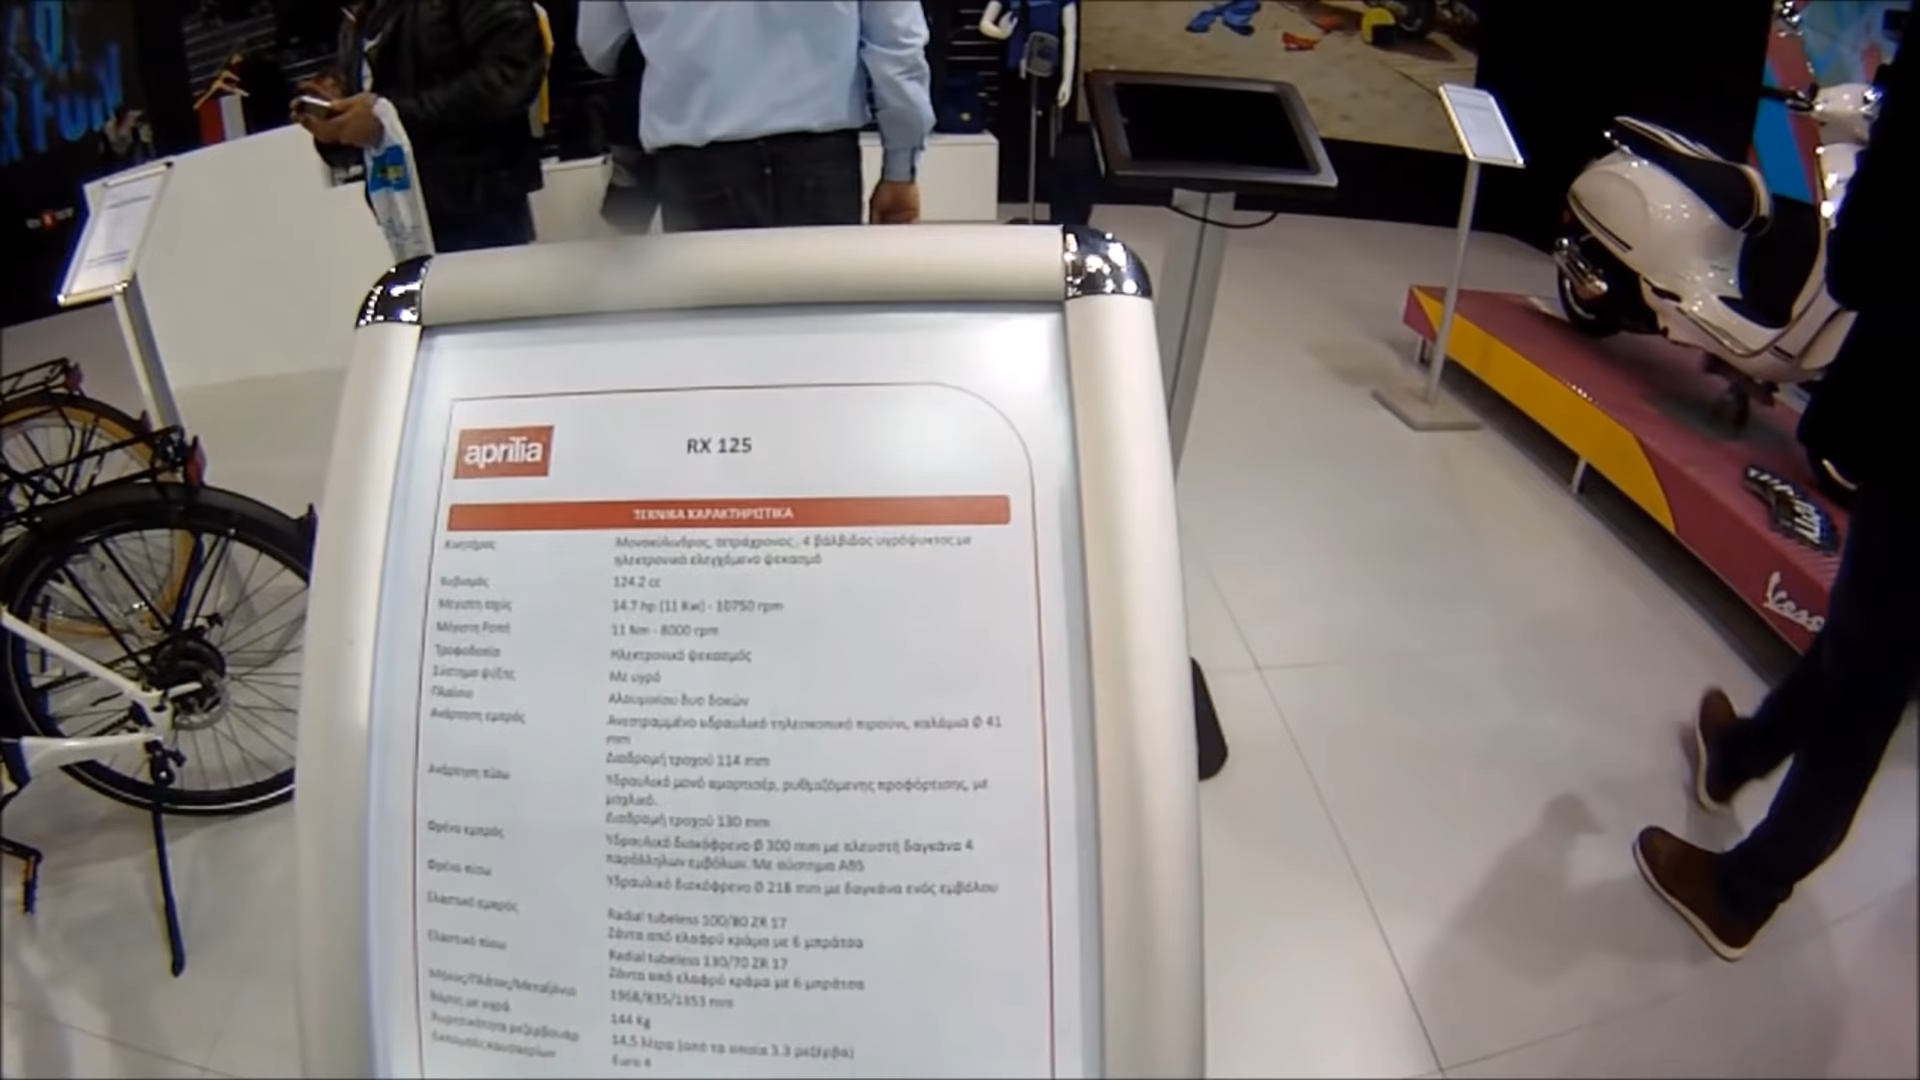 aprilia
RX 125
ΤΕΧΝΙΚΑ ΧΑΡΑΚΤΗΡΙΣΤΙΚΑ
Κινητήρας
Μονοκύλινδρος, τετράχρονος , 4 βάλβιδος υγρόψυκτος με
ηλεκτρονικά ελεγχόμενο ψεκασμό
Κυβισμός
124.2 cc
Μέγιστη ισχύς
14.7 hp (11 Kw) - 10750 rpm
Μέγιστη Ροπή
11 Nm - 8000 rpm
Τροφοδοσία
Ηλεκτρονικό ψεκασμός
Σύστημα ψύξης
Με υγρό
Πλαίσιο
Αλουμινίου δυο δοκών
Ανάρτηση εμπρός
Ανεστραμμένο υδραυλικό τηλεσκοπικό πιρούνι, καλάμια Ø 41
mm
Διαδρομή τροχού 114 mm
Ανάρτηση πίσω
Υδραυλικό μονό αμορτισέρ, ρυθμιζόμενης προφόρτισης, με
μοχλικό.
Διαδρομή τροχού 130 mm
Φρένο εμπρός
Υδραυλικό δισκόφρενο Ø 300 mm με πλευστή δαγκάνα 4
παράλληλων εμβόλων. Με σύστημα ABS
Φρένο πίσω
Υδραυλικό δισκόφρενο Ø 218 mm με δαγκάνα ενός εμβόλου
Ελαστικό εμπρός
Radial tubeless 100/80 ZR 17
Ζάντα από ελαφρύ κράμα με 6 μπράτσα
Ελαστικό πίσω
Radial tubeless 130/70 ZR 17
Ζάντα από ελαφρύ κράμα με 6 μπράτσα
Μήκος/Πλάτος/Μεταξόνιο
1968/835/1353 mm
Βάρος με υγρά
144 Kg
Χωρητικότητα ρεζερβουάρ
14.5 λίτρα (από τα οποία 3.3 ρεζέρβα)
Εκπομπές καυσαερίων
Euro 4
Vespa